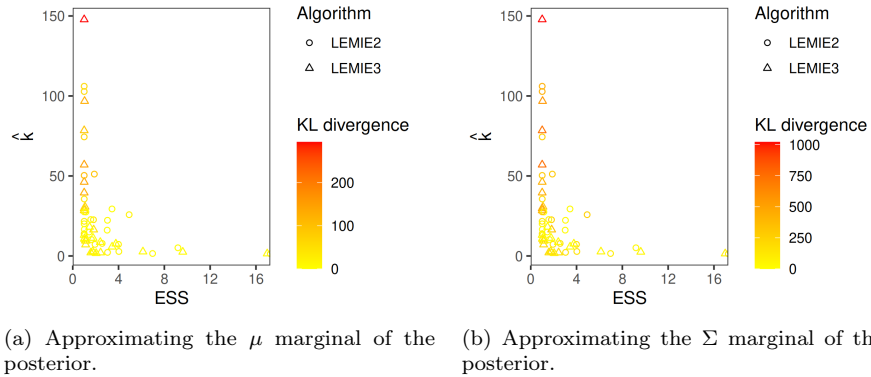 150
100
50
0
k̂
0
4
8
12
16
ESS
Algorithm
LEMIE2
LEMIE3
KL divergence
200
100
0
(a) Approximating the μ marginal of the
posterior.
150
100
50
0
k̂
0
4
8
12
16
ESS
Algorithm
LEMIE2
LEMIE3
KL divergence
1000
750
500
250
0
(b) Approximating the Σ marginal of th
posterior.